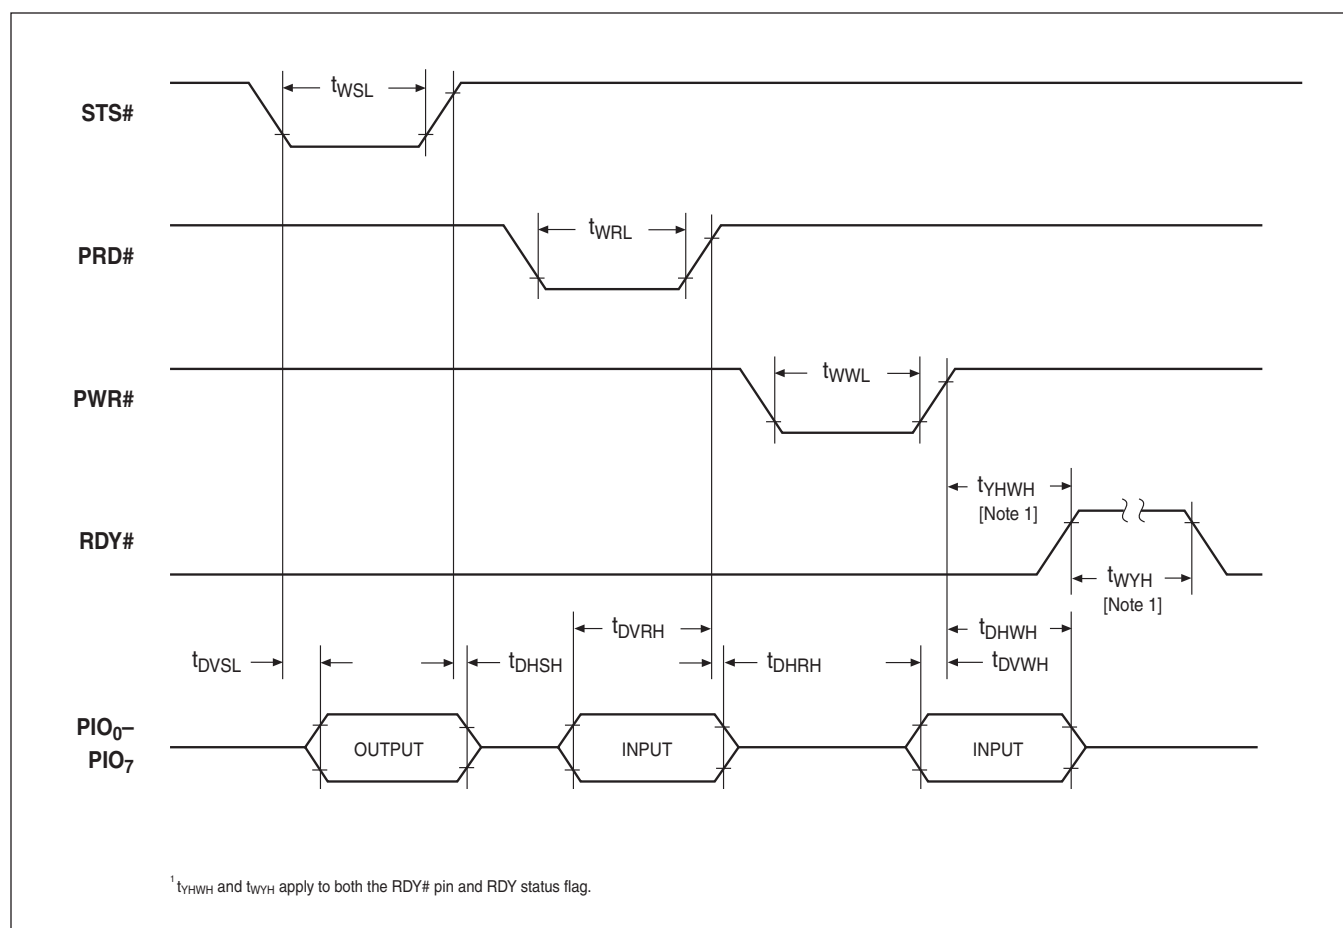 STS#
tWSL
PRD#
tWRL
PWR#
tWWL
RDY#
tYHWH
[Note 1]
tWYH
[Note 1]
tDVSL
tDHSH
tDVRH
tDHRH
tDHWH
tDVWH
PIO0–
PIO7
OUTPUT
INPUT
INPUT
1 tYHWH and tWYH apply to both the RDY# pin and RDY status flag.